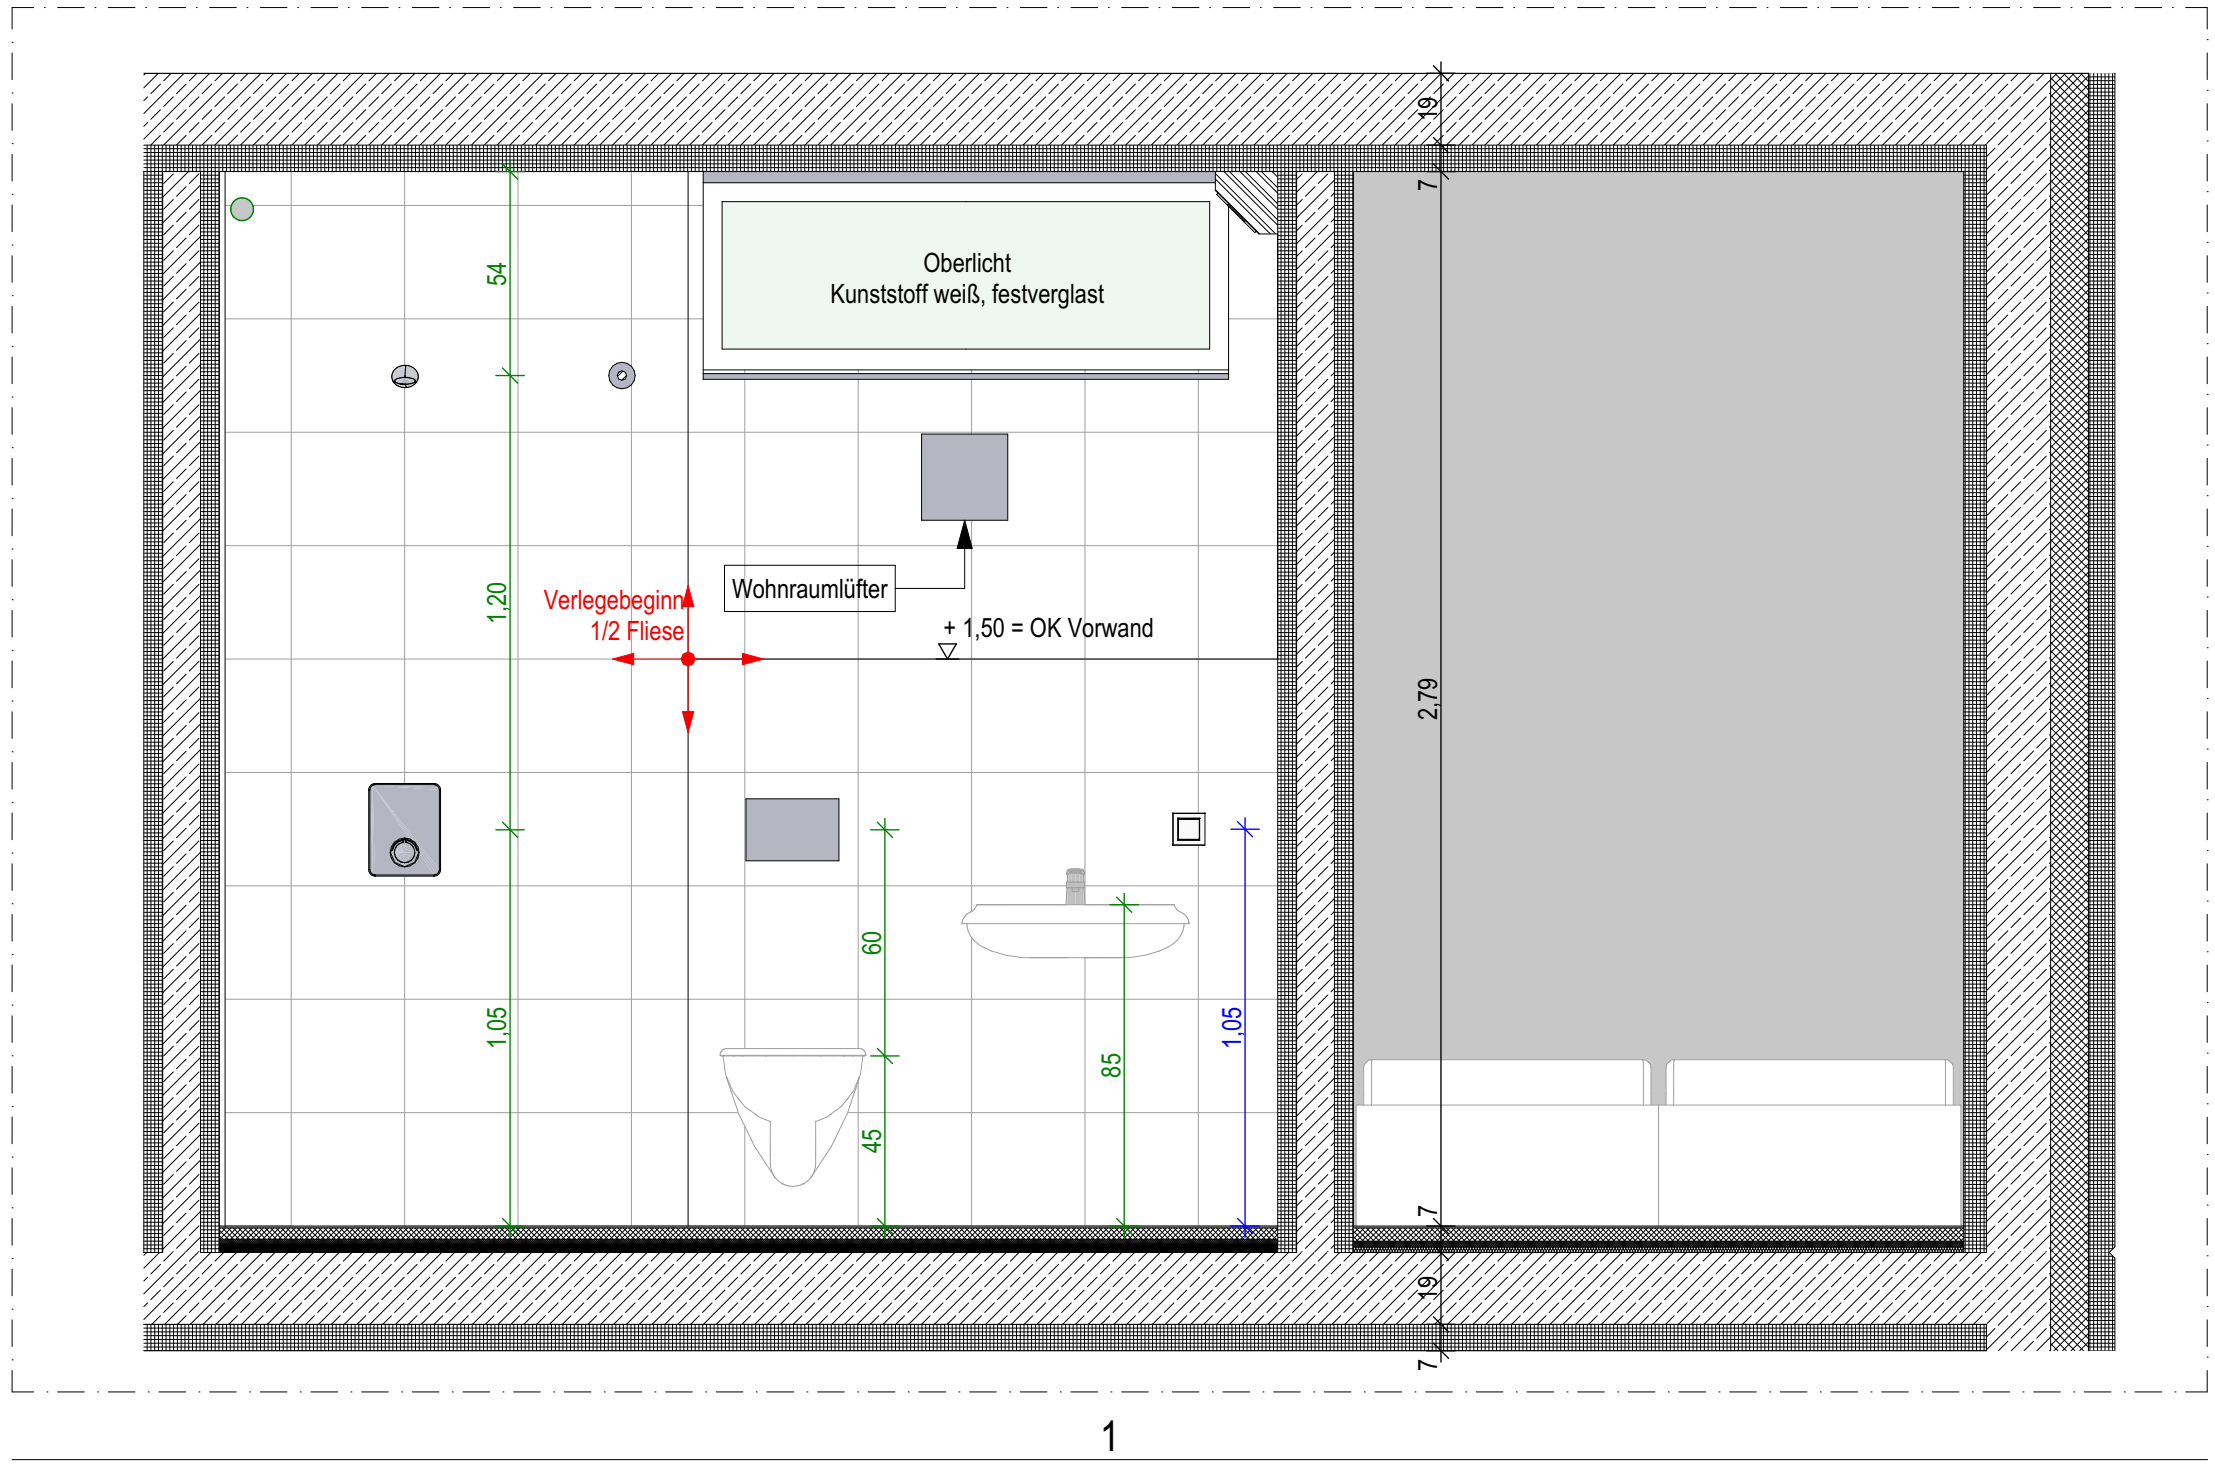 19
7
54
Oberlicht
Kunststoff weiß, festverglast
1,20
Verlegebeginn
1/2 Fliese
Wohnraumlüfter
+ 1,50 = OK Vorwand
2,79
60
1,05
1,05
85
45
7
19
7
1